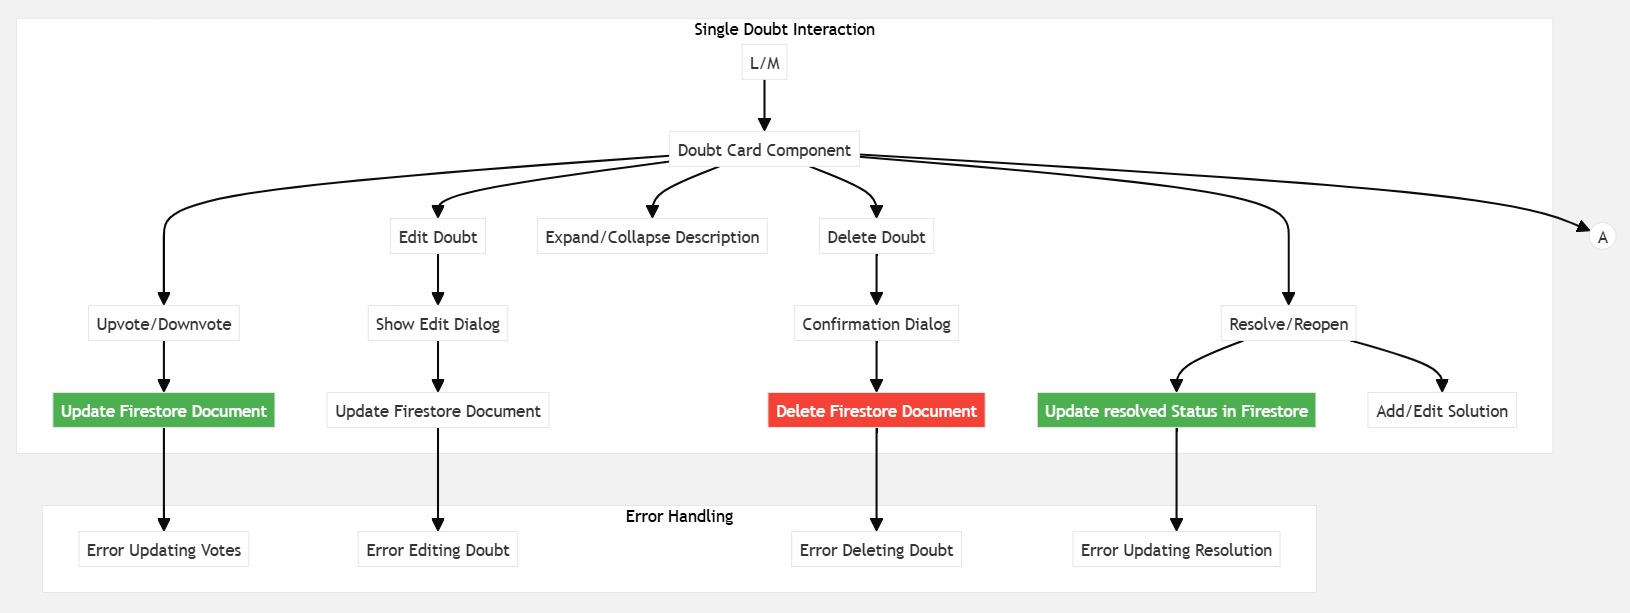 Single Doubt Interaction
L/M
Doubt Card Component
Edit Doubt
Expand/Collapse Description
Delete Doubt
A
Upvote/Downvote
Show Edit Dialog
Confirmation Dialog
Resolve/Reopen
Update Firestore Document
Update Firestore Document
Delete Firestore Document
Update resolved Status in Firestore
Add/Edit Solution
Error Handling
Error Updating Votes
Error Editing Doubt
Error Deleting Doubt
Error Updating Resolution